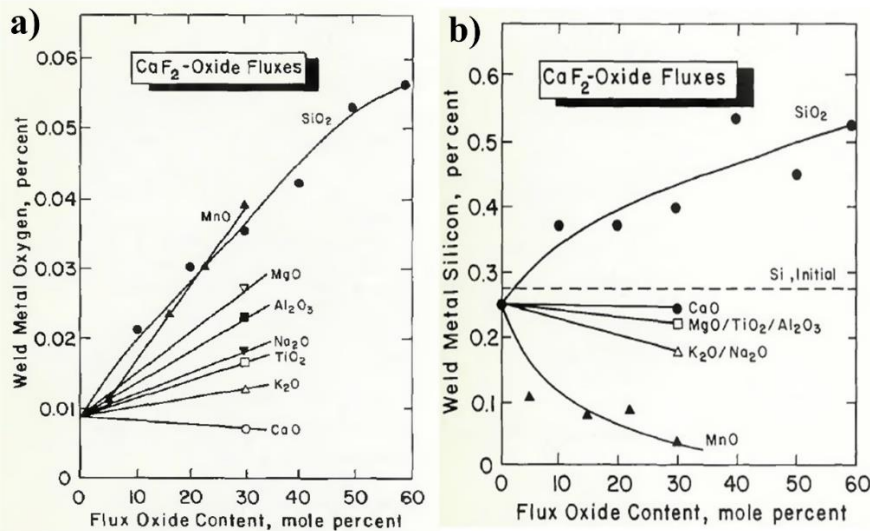 a)
CaF2-Oxide Fluxes
Weld Metal Oxygen, percent
0.06
0.05
0.04
0.03
0.02
0.01
0
SiO2
MnO
MgO
Al2O3
Na2O
TiO2
K2O
CaO
0 10 20 30 40 50 60
Flux Oxide Content, mole percent
b)
CaF2-Oxide Fluxes
Weld Metal Silicon, percent
0.6
0.5
0.4
0.3
0.2
0.1
0
SiO2
Si, Initial
CaO
MgO/TiO2/Al2O3
K2O/Na2O
MnO
0 10 20 30 40 50 60
Flux Oxide Content, mole percent